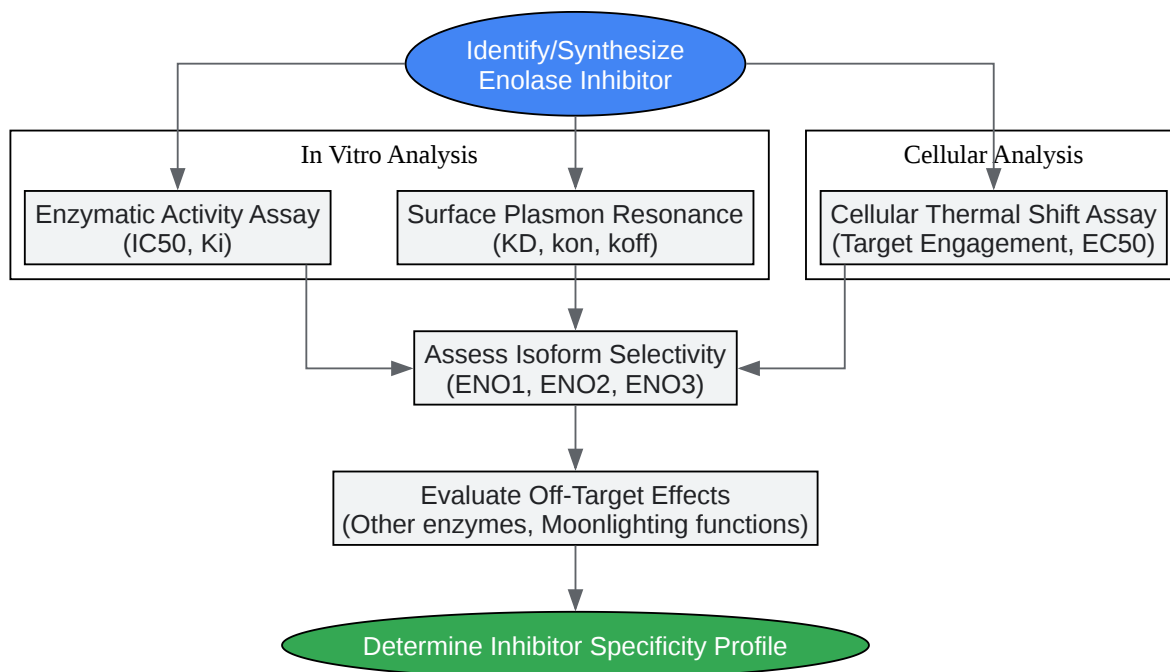 Identify/Synthesize
Enolase Inhibitor
In Vitro Analysis
Cellular Analysis
Enzymatic Activity Assay
(IC50, Ki)
Surface Plasmon Resonance
(KD, kon, koff)
Cellular Thermal Shift Assay
(Target Engagement, EC50)
Assess Isoform Selectivity
(ENO1, ENO2, ENO3)
Evaluate Off-Target Effects
(Other enzymes, Moonlighting functions)
Determine Inhibitor Specificity Profile